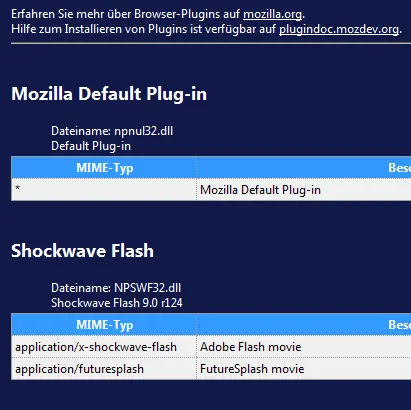 Erfahren Sie mehr über Browser-Plugins auf mozilla.org.
Hilfe zum Installieren von Plugins ist verfügbar auf plugindoc.mozdev.org.
Mozilla Default Plug-in
Dateiname: npnul32.dll
Default Plug-in
MIME-Typ Besc
* Mozilla Default Plug-in
Shockwave Flash
Dateiname: NPSWF32.dll
Shockwave Flash 9.0 r124
MIME-Typ Besc
application/x-shockwave-flash Adobe Flash movie
application/futuresplash FutureSplash movie